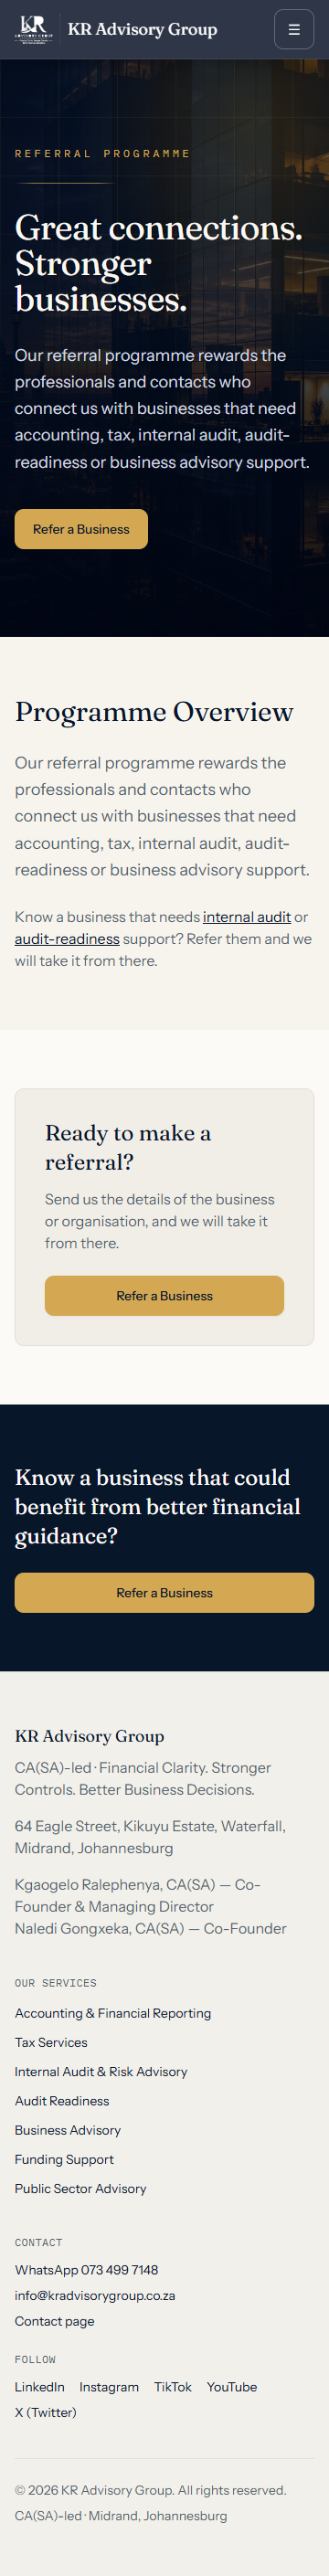 KR
ADVISORY GROUP
KR Advisory Group
☰
REFERRAL PROGRAMME
Great connections.
Stronger
businesses.
Our referral programme rewards the
professionals and contacts who
connect us with businesses that need
accounting, tax, internal audit, audit-
readiness or business advisory support.
Refer a Business
Programme Overview
Our referral programme rewards the
professionals and contacts who
connect us with businesses that need
accounting, tax, internal audit, audit-
readiness or business advisory support.
Know a business that needs internal audit or
audit-readiness support? Refer them and we
will take it from there.
Ready to make a
referral?
Send us the details of the business
or organisation, and we will take it
from there.
Refer a Business
Know a business that could
benefit from better financial
guidance?
Refer a Business
KR Advisory Group
CA(SA)-led · Financial Clarity. Stronger
Controls. Better Business Decisions.
64 Eagle Street, Kikuyu Estate, Waterfall,
Midrand, Johannesburg
Kgaogelo Ralephenya, CA(SA) — Co-
Founder & Managing Director
Naledi Gongxeka, CA(SA) — Co-Founder
OUR SERVICES
Accounting & Financial Reporting
Tax Services
Internal Audit & Risk Advisory
Audit Readiness
Business Advisory
Funding Support
Public Sector Advisory
CONTACT
WhatsApp 073 499 7148
info@kradvisorygroup.co.za
Contact page
FOLLOW
LinkedIn Instagram TikTok YouTube
X (Twitter)
© 2026 KR Advisory Group. All rights reserved.
CA(SA)-led · Midrand, Johannesburg